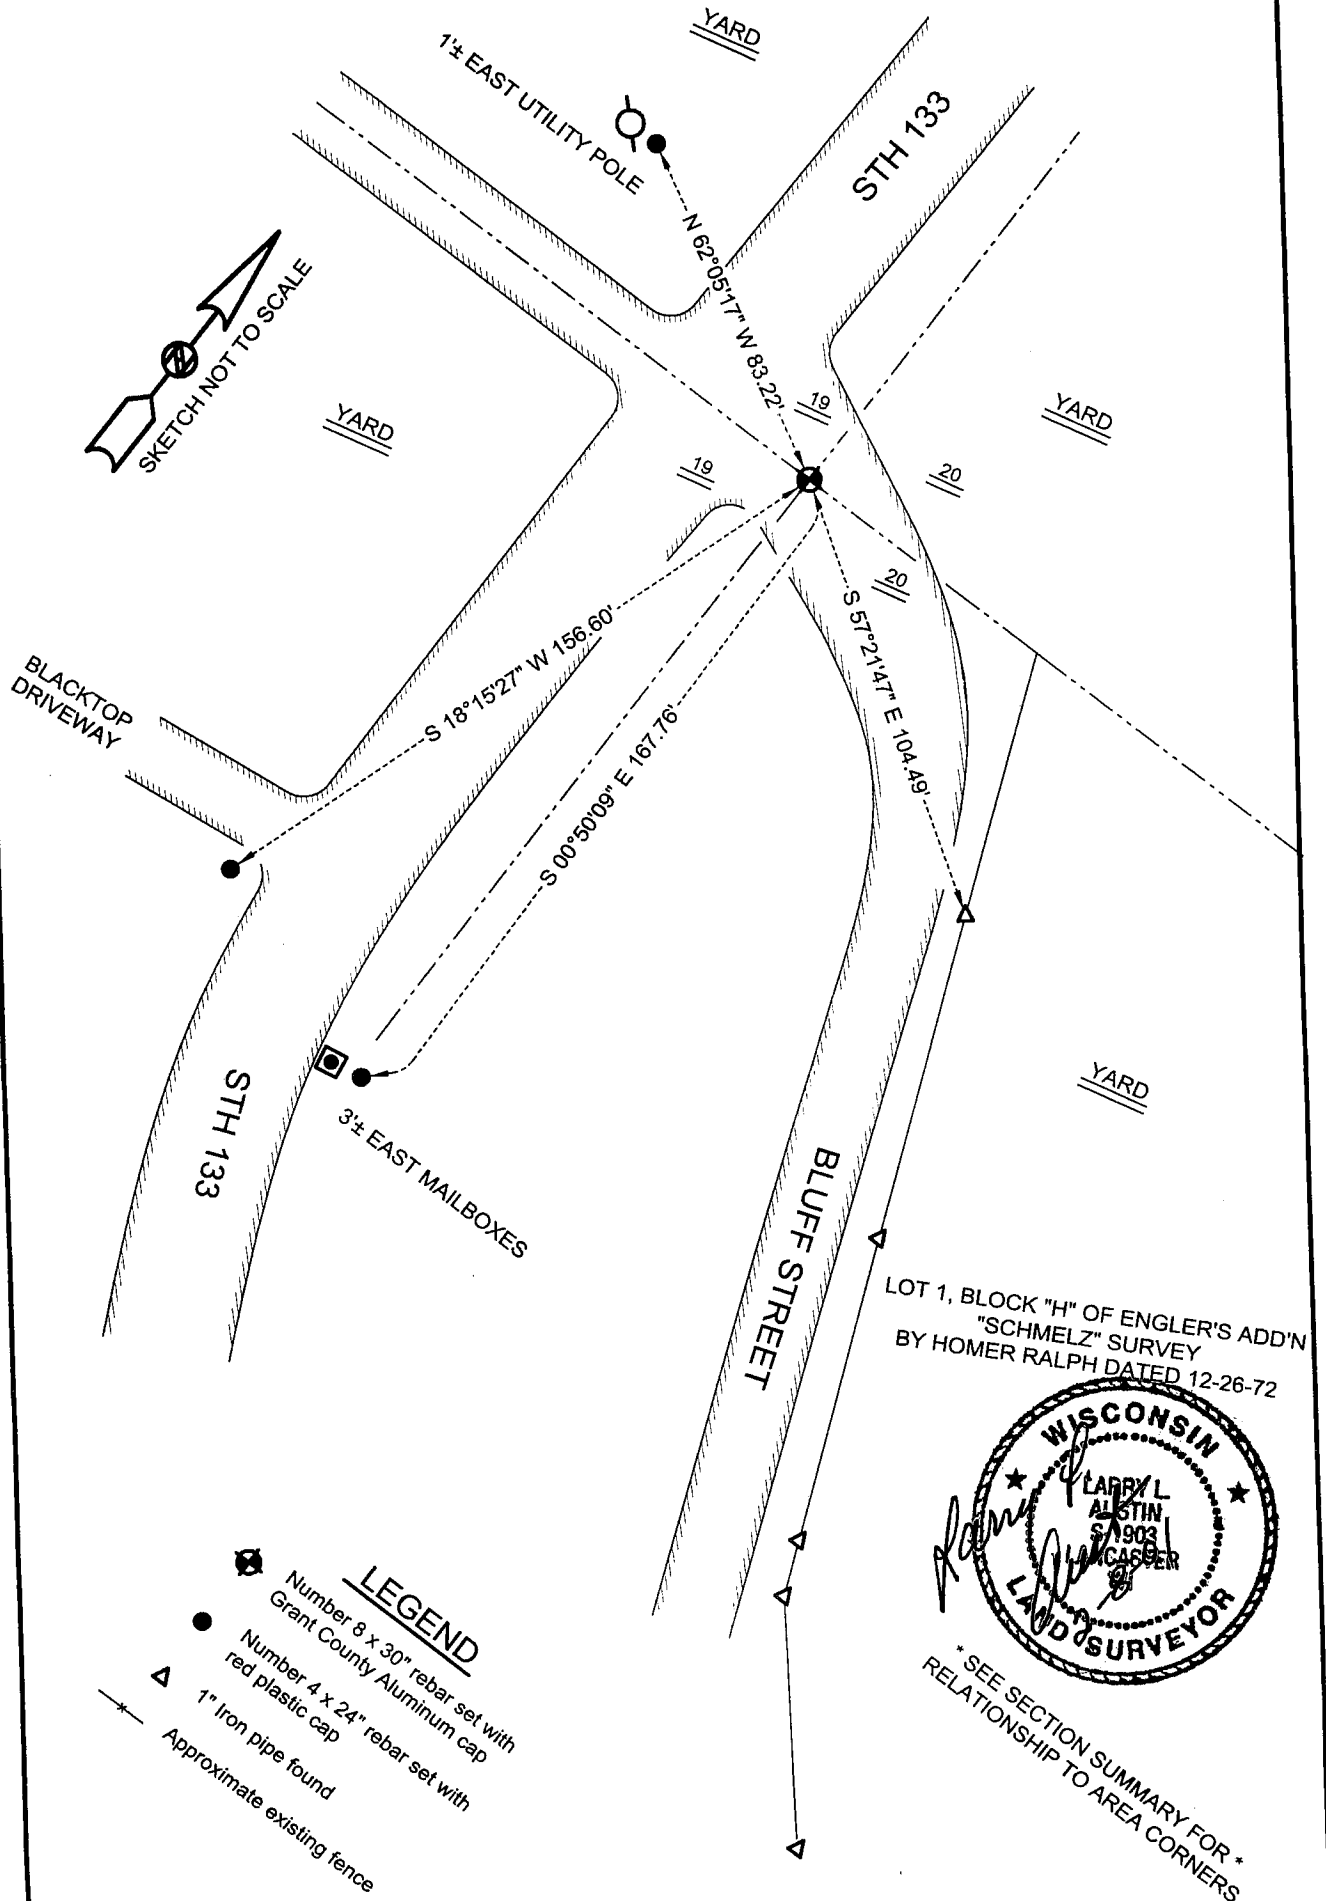 YARD
1'± EAST UTILITY POLE
STH 133
N 62°05'17" W 83.22'
SKETCH NOT TO SCALE
YARD
19
YARD
19
20
20
S 57°21'47" E 104.49'
S 18°15'27" W 156.60'
BLACKTOP
DRIVEWAY
S 00°50'09" E 167.76'
STH 133
3'± EAST MAILBOXES
YARD
BLUFF STREET
LOT 1, BLOCK "H" OF ENGLER'S ADD'N
"SCHMELZ" SURVEY
BY HOMER RALPH DATED 12-26-72
WISCONSIN
LARRY L.
AUSTIN
LAND SURVEYOR
LEGEND
Number 8 x 30" rebar set with
Grant County Aluminum cap
Number 4 x 24" rebar set with
red plastic cap
1" Iron pipe found
Approximate existing fence
* SEE SECTION SUMMARY FOR *
RELATIONSHIP TO AREA CORNERS